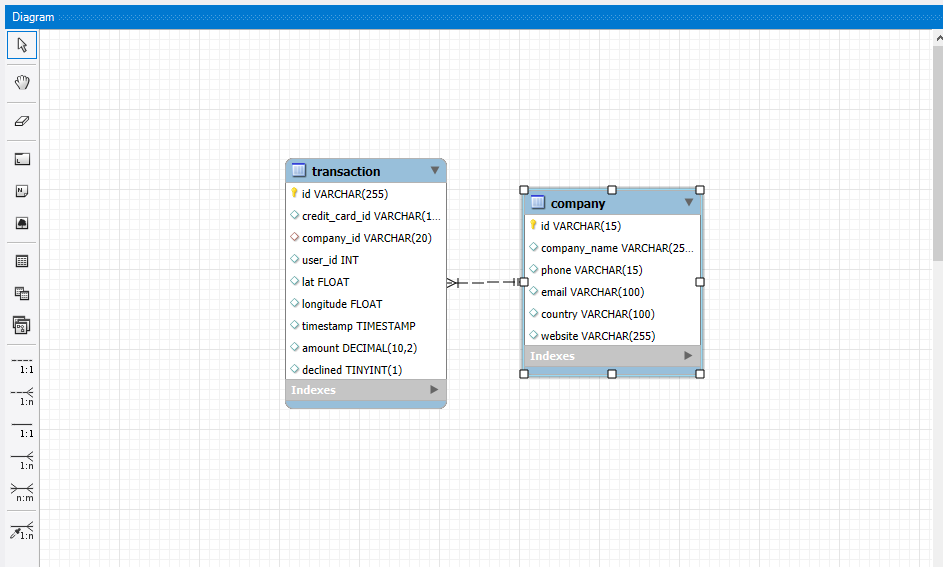 Diagram
transaction
id VARCHAR(255)
credit_card_id VARCHAR(1...
company_id VARCHAR(20)
user_id INT
lat FLOAT
longitude FLOAT
timestamp TIMESTAMP
amount DECIMAL(10,2)
declined TINYINT(1)
Indexes
company
id VARCHAR(15)
company_name VARCHAR(25...
phone VARCHAR(15)
email VARCHAR(100)
country VARCHAR(100)
website VARCHAR(255)
Indexes
1:1
1:n
1:1
1:n
n:m
1:n